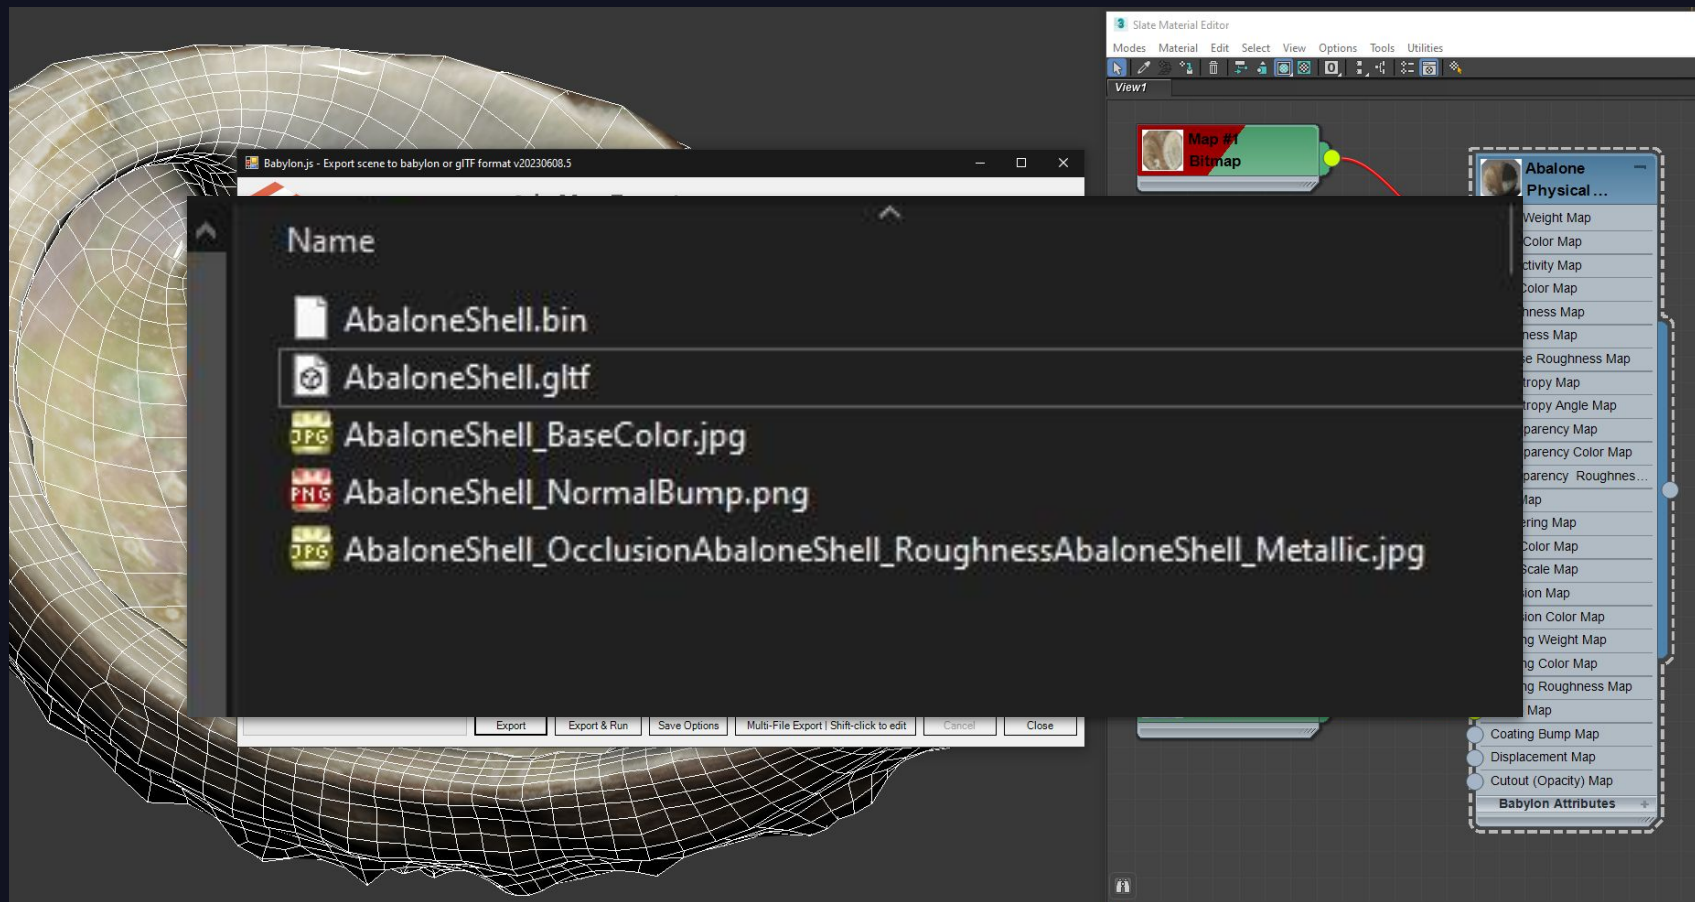 Slate Material Editor
Modes Material Edit Select View Options Tools Utilities
View1
Map #1
Bitmap
Abalone
Physical ...
Babylon.js - Export scene to babylon or glTF format v20230608.5
Name
AbaloneShell.bin
AbaloneShell.gltf
AbaloneShell_BaseColor.jpg
AbaloneShell_NormalBump.png
AbaloneShell_OcclusionAbaloneShell_RoughnessAbaloneShell_Metallic.jpg
Export Export & Run Save Options Multi-File Export | Shift-click to edit Cancel Close
Weight Map
Color Map
ctivity Map
Color Map
hness Map
ness Map
se Roughness Map
tropy Map
tropy Angle Map
parency Map
parency Color Map
parency Roughnes...
Map
ering Map
Color Map
Scale Map
ion Map
ion Color Map
ng Weight Map
ng Color Map
ng Roughness Map
Map
Coating Bump Map
Displacement Map
Cutout (Opacity) Map
Babylon Attributes